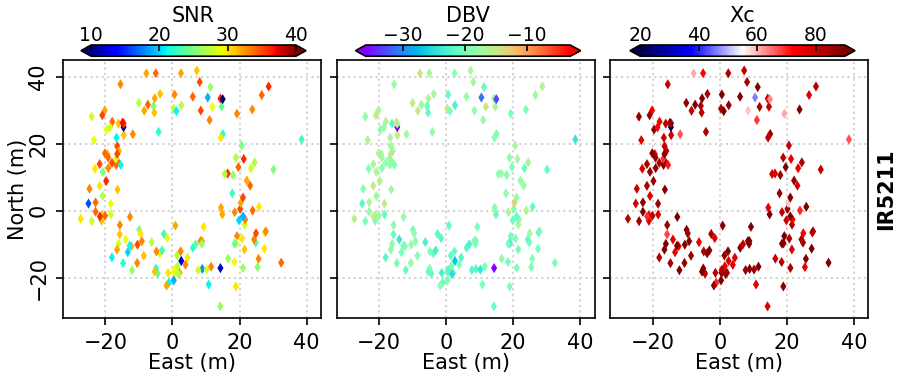 SNR DBV Xc
10 20 30 40 −30 −20 −10 20 40 60 80
40
20
0
−20
North (m)
IR5211
−20 0 20 40 −20 0 20 40 −20 0 20 40
East (m) East (m) East (m)